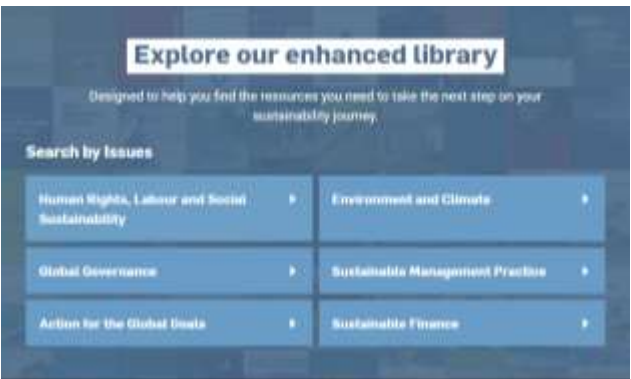 Explore our enhanced library
Designed to help you find the resources you need to take the next step on your
sustainability journey.
Search by Issues
Human Rights, Labour and Social
Sustainability
Environment and Climate
Global Governance
Sustainable Management Practice
Action for the Global Goals
Sustainable Finance